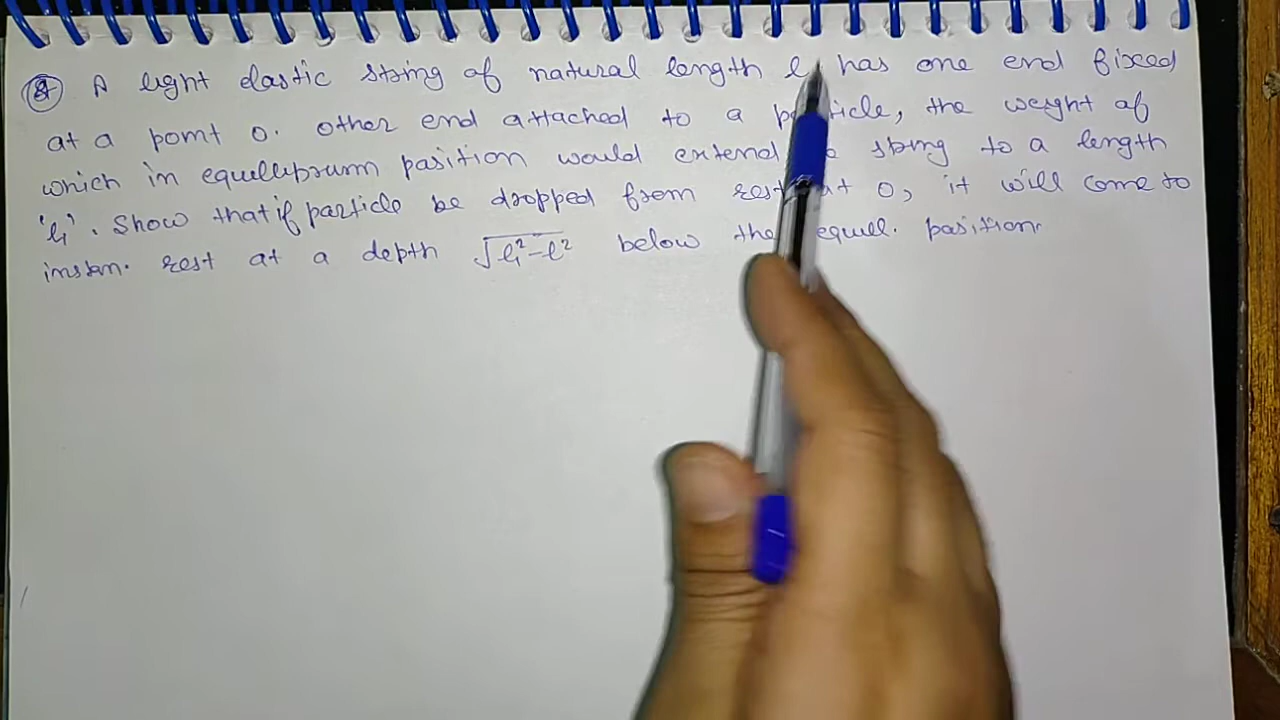 A light elastic string of natural length l has one end fixed
at a point O. Other end attached to a particle, the weight of
which in equilibrium position would extend string to a length
'l₁'. Show that if particle be dropped from rest at O, it will come to
instan. rest at a depth √l₁²-l² below the equil. position.